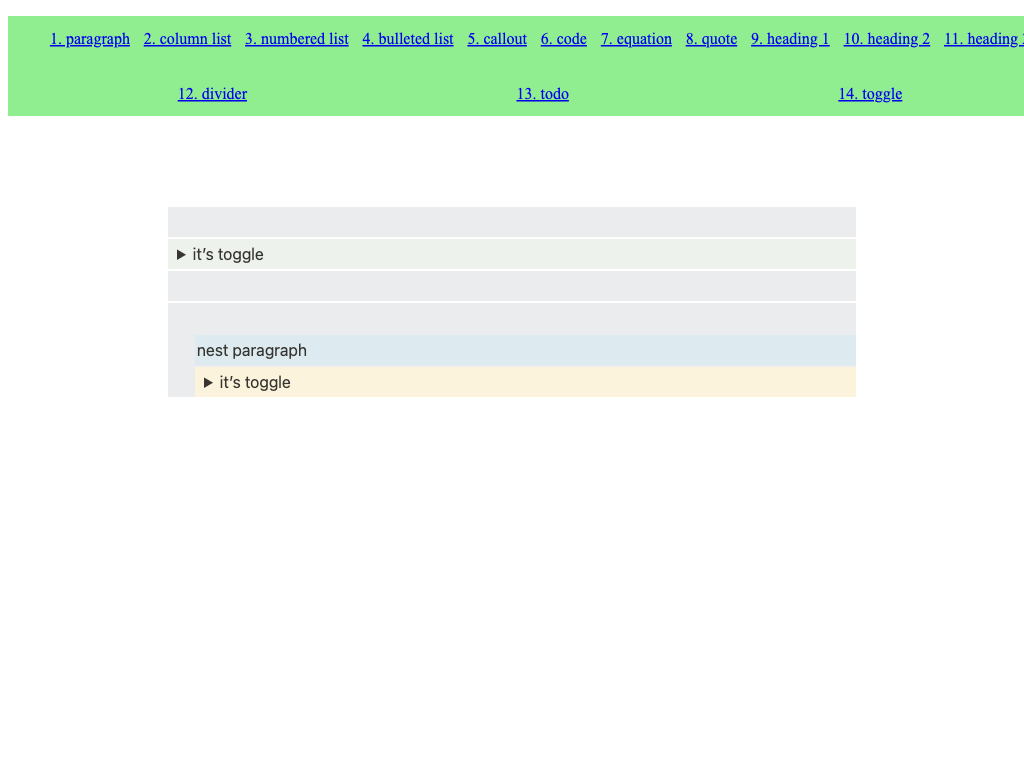 1. paragraph 2. column list 3. numbered list 4. bulleted list 5. callout 6. code 7. equation 8. quote 9. heading 1 10. heading 2 11. heading
12. divider 13. todo 14. toggle
it’s toggle
nest paragraph
it’s toggle